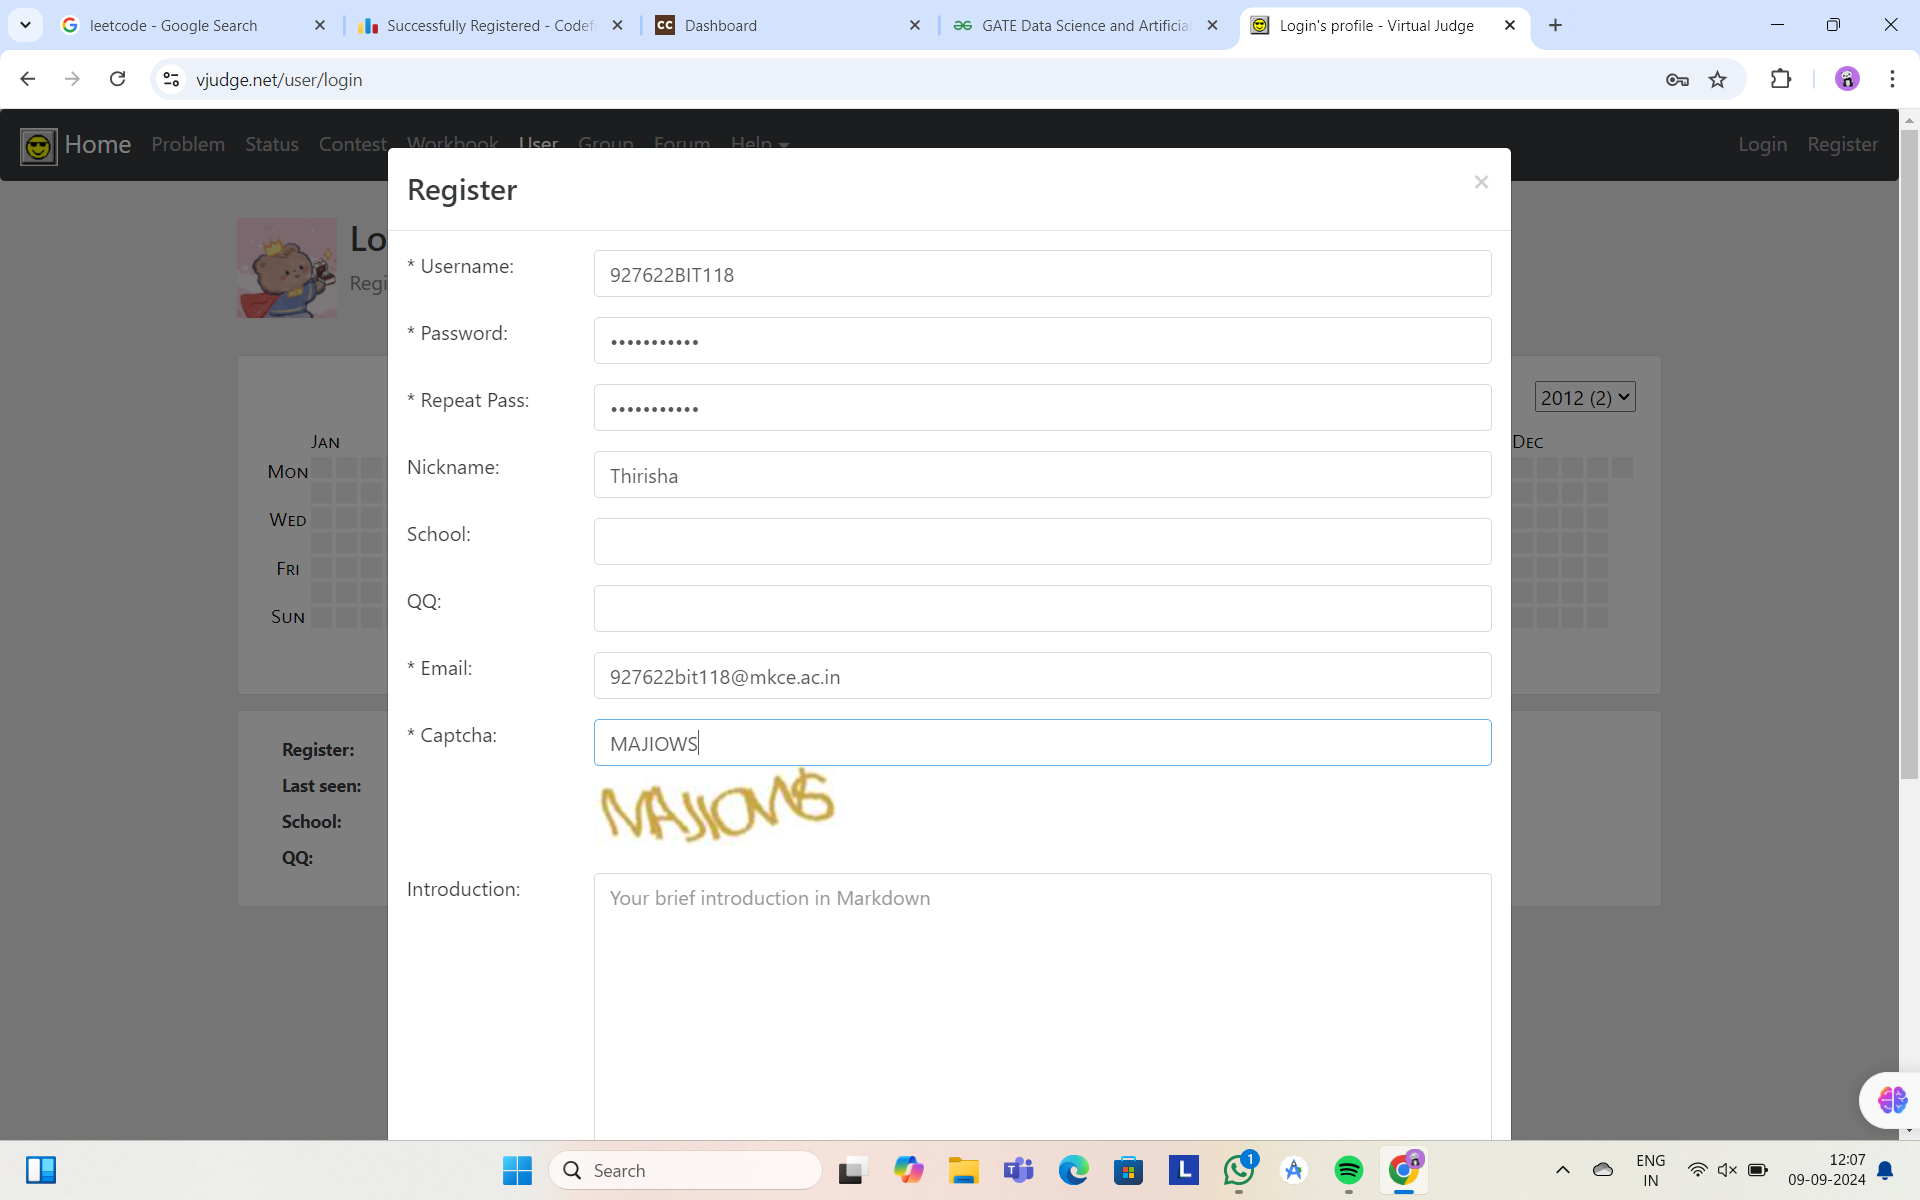 leetcode - Google Search
Successfully Registered - Codef
CC Dashboard
GATE Data Science and Artificial
Login's profile - Virtual Judge
vjudge.net/user/login
Home Problem Status Contest Workbook User Group Forum Help Login Register
Register ×
Lo
Regi
* Username: 927622BIT118
* Password: •••••••••••
* Repeat Pass: •••••••••••
Nickname: Thirisha
School:
QQ:
* Email: 927622bit118@mkce.ac.in
* Captcha: MAJIOWS
Introduction: Your brief introduction in Markdown
2012 (2)
Jan Dec
Mon
Wed
Fri
Sun
Register:
Last seen:
School:
QQ:
Search
L
1
ENG
IN
12:07
09-09-2024